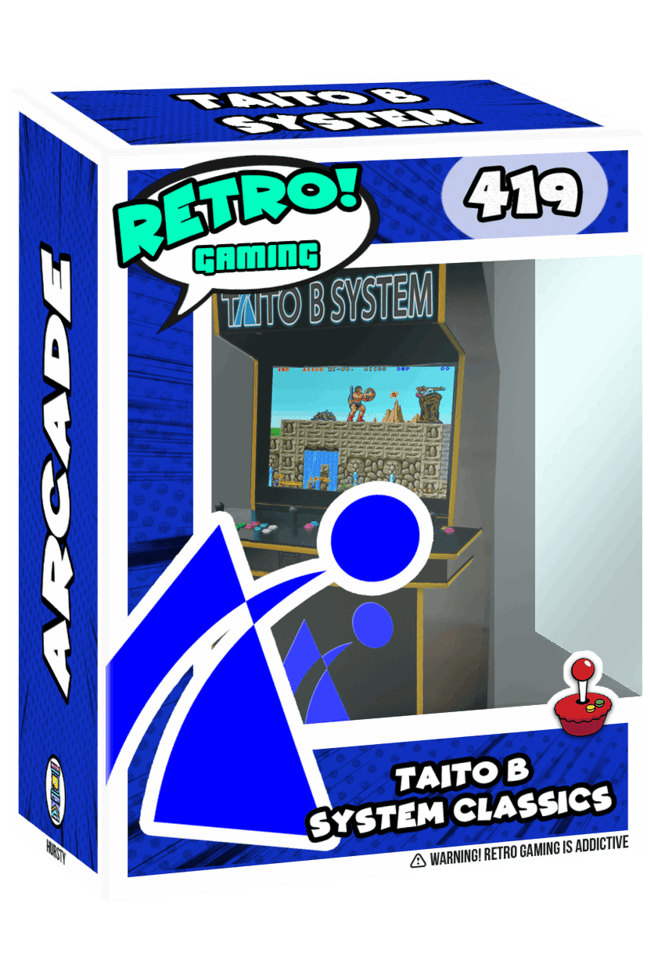 TAITO B
SYSTEM
RETRO!
GAMING
419
TAITO B SYSTEM
ARCADE
TAITO B
SYSTEM CLASSICS
WARNING! RETRO GAMING IS ADDICTIVE
HURSTY